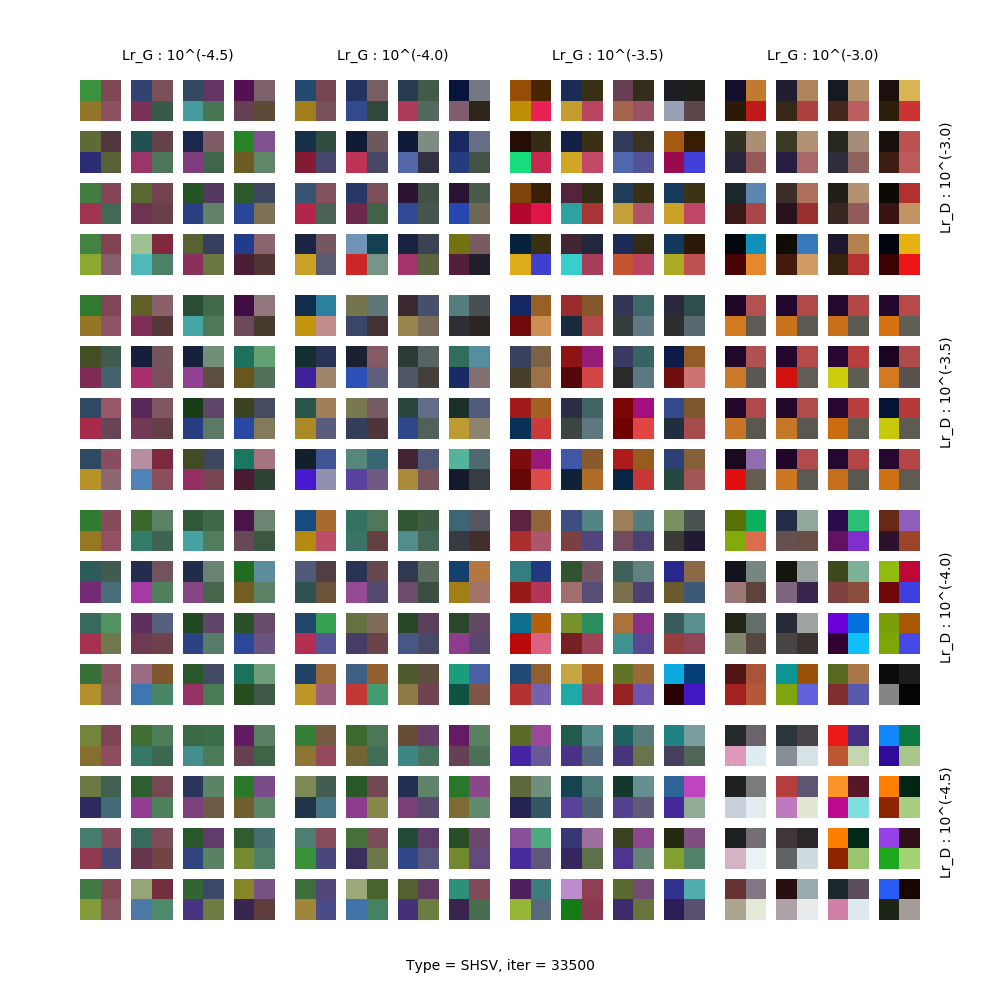 Lr_G : 10^(-4.5)
Lr_G : 10^(-4.0)
Lr_G : 10^(-3.5)
Lr_G : 10^(-3.0)
Lr_D : 10^(-3.0)
Lr_D : 10^(-3.5)
Lr_D : 10^(-4.0)
Lr_D : 10^(-4.5)
Type = SHSV, iter = 33500